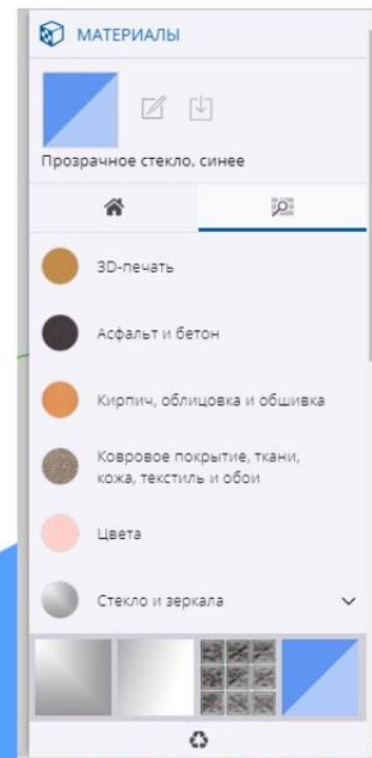 МАТЕРИАЛЫ
Прозрачное стекло, синее
3D-печать
Асфальт и бетон
Кирпич, облицовка и обшивка
Ковровое покрытие, ткани,
кожа, текстиль и обои
Цвета
Стекло и зеркала